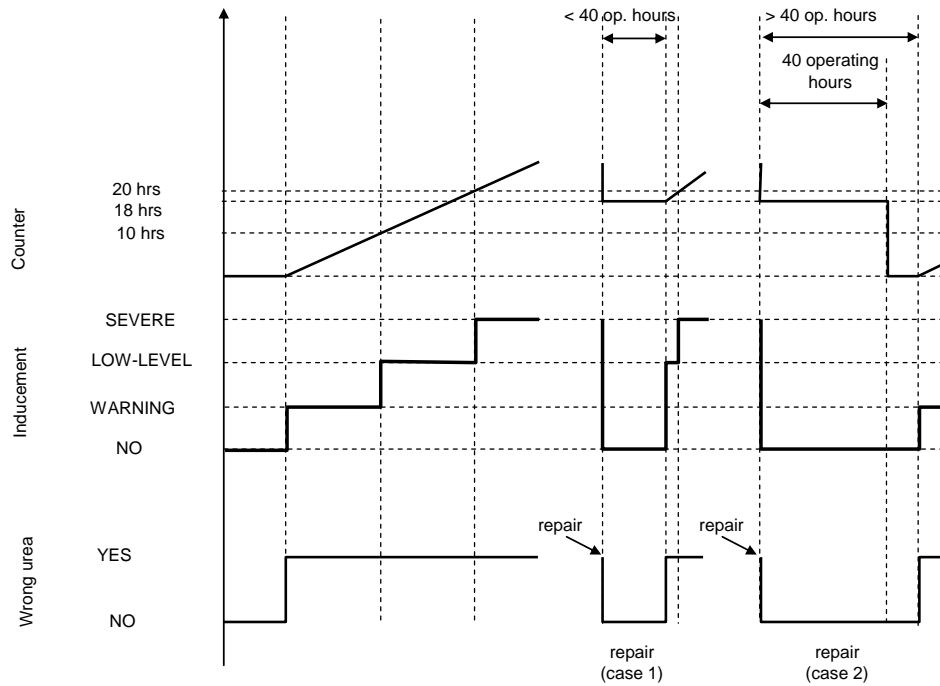 < 40 op. hours
> 40 op. hours
40 operating
hours
Counter
20 hrs
18 hrs
10 hrs
Inducement
SEVERE
LOW-LEVEL
WARNING
NO
Wrong urea
YES
NO
repair
repair
repair
(case 1)
repair
(case 2)